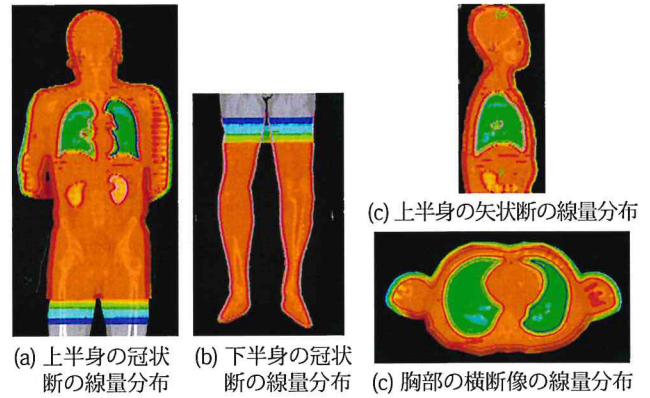 (a) 上半身の冠状
断の線量分布
(b) 下半身の冠状
断の線量分布
(c) 上半身の矢状断の線量分布
(c) 胸部の横断像の線量分布